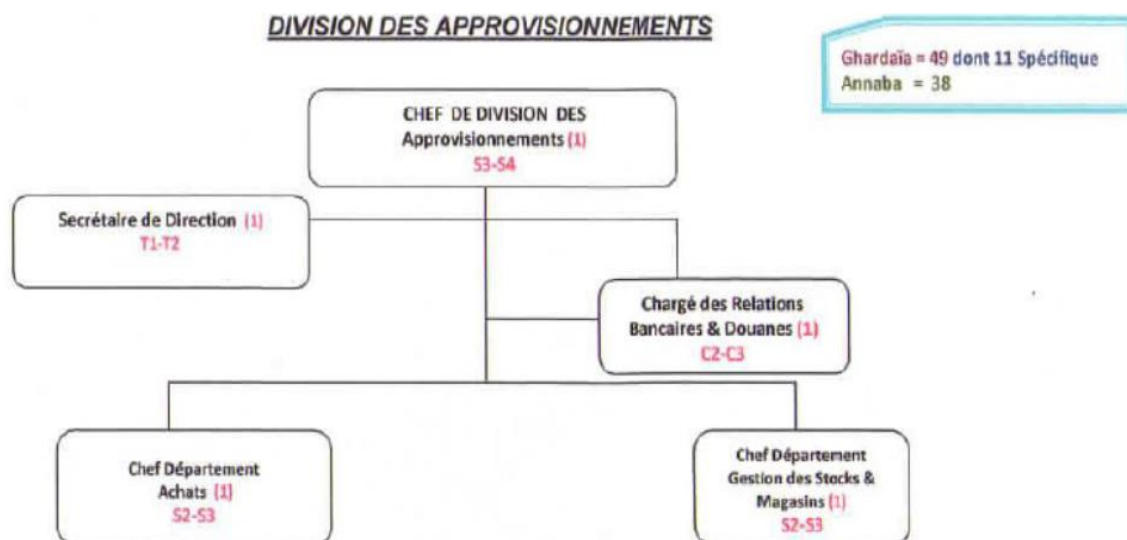 DIVISION DES APPROVISIONNEMENTS
Ghardaïa = 49 dont 11 Spécifique
Annaba = 38
CHEF DE DIVISION DES
Approvisionnements (1)
S3-S4
Secrétaire de Direction (1)
T1-T2
Chargé des Relations
Bancaires & Douanes (1)
C2-C3
Chef Département
Achats (1)
S2-S3
Chef Département
Gestion des Stocks &
Magasins (1)
S2-S3